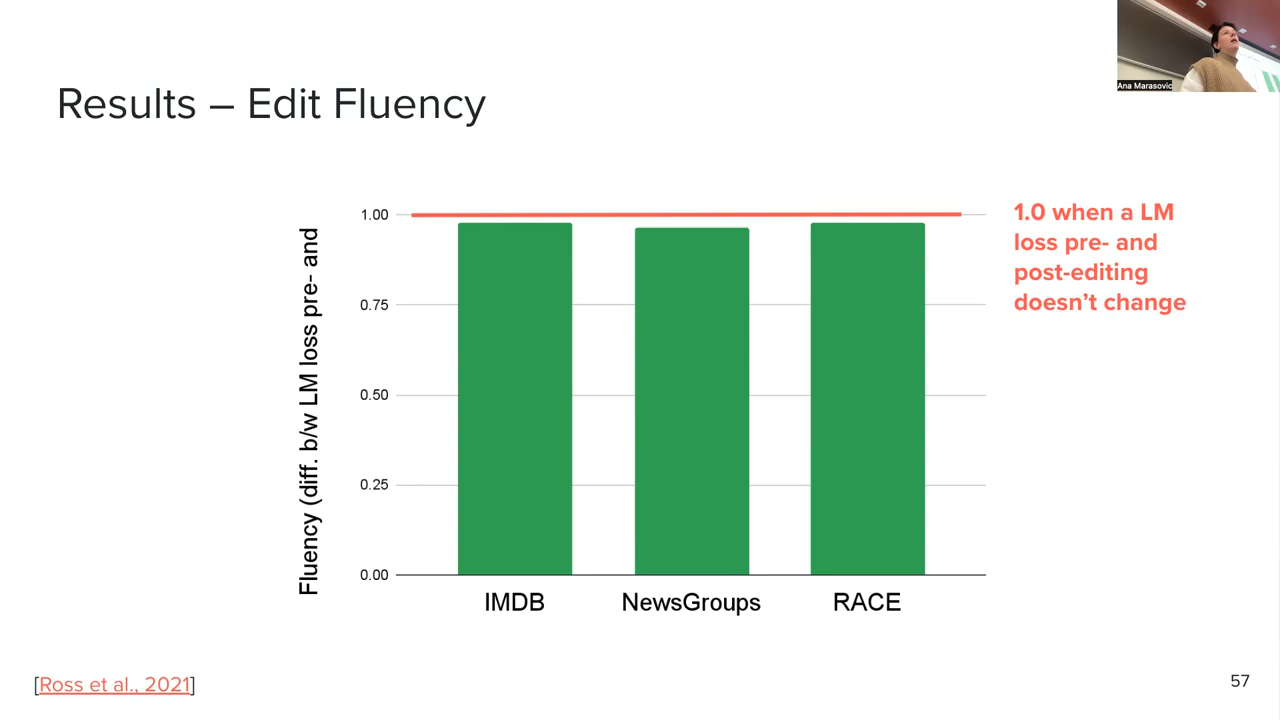 Ana Marasovic
Results – Edit Fluency
Fluency (diff. b/w LM loss pre- and
1.00
0.75
0.50
0.25
0.00
IMDB
NewsGroups
RACE
1.0 when a LM
loss pre- and
post-editing
doesn't change
[Ross et al., 2021]
57